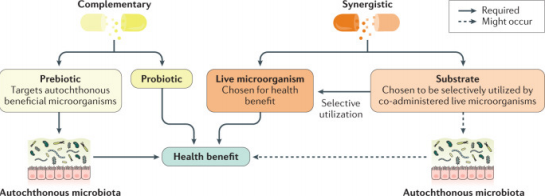 Complementary
Synergistic
Required
Might occur
Prebiotic
Targets autochthonous
beneficial microorganisms
Probiotic
Live microorganism
Chosen for health
benefit
Selective
utilization
Substrate
Chosen to be selectively utilized by
co-administered live microorganisms
Health benefit
Autochthonous microbiota
Autochthonous microbiota